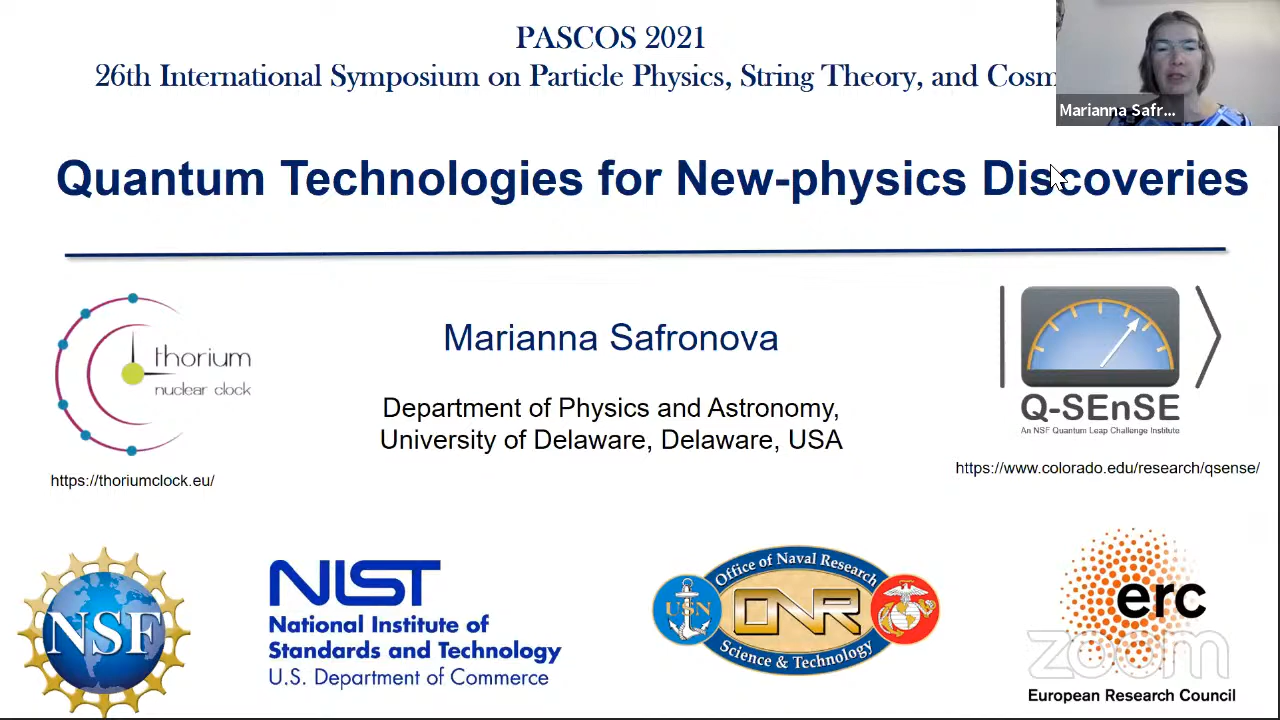 PASCOS 2021
26th International Symposium on Particle Physics, String Theory, and Cosm
Marianna Safr...
Quantum Technologies for New-physics Discoveries
thorium
nuclear clock
https://thoriumclock.eu/
Marianna Safronova
Department of Physics and Astronomy,
University of Delaware, Delaware, USA
Q-SEnSE
An NSF Quantum Leap Challenge Institute
https://www.colorado.edu/research/qsense/
NSF
NIST
National Institute of
Standards and Technology
U.S. Department of Commerce
Office of Naval Research
USN
ONR
Science & Technology
erc
zoom
European Research Council